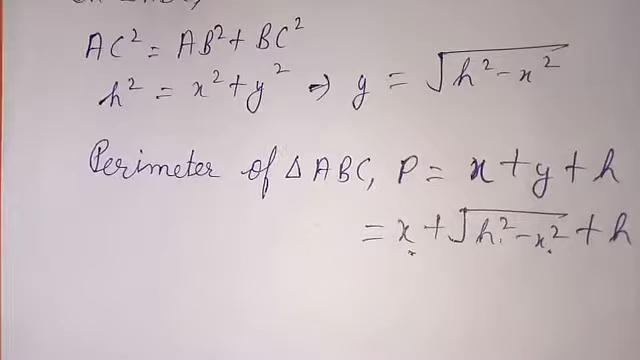 AC² = AB² + BC²
h² = x² + y² ⇒ y = √(h² - x²)
Perimeter of Δ ABC, P = x + y + h
= x + √(h² - x²) + h